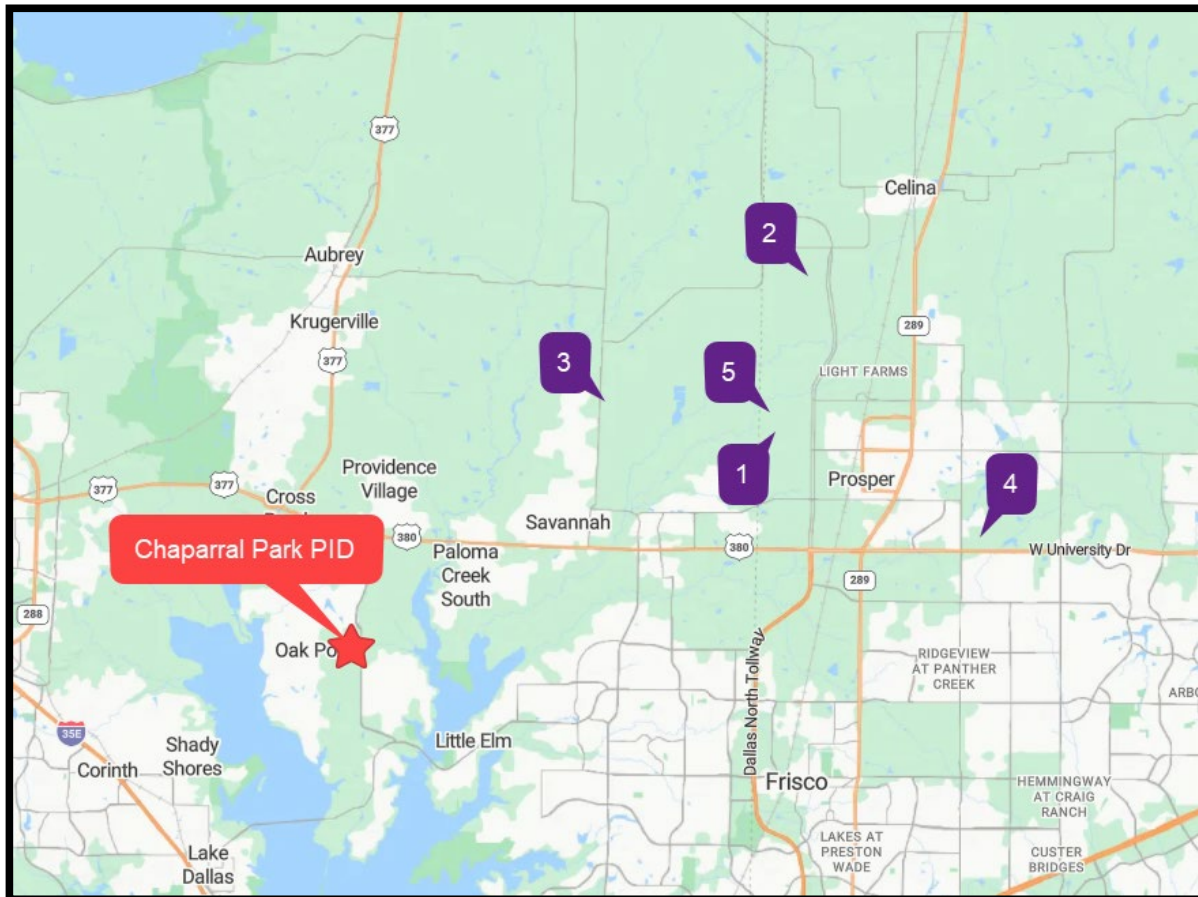 377
Celina
2
Aubrey
Krugerville
289
377
3
5
LIGHT FARMS
Providence
Village
1
Prosper
4
377
377
Cross
Savannah
380
380
W University Dr
Chaparral Park PID
Paloma
Creek
South
289
288
Oak Po
RIDGEVIEW
AT PANTHER
CREEK
ARBO
Dallas North Tollway
35E
Shady
Shores
Corinth
Little Elm
Frisco
HEMMINGWAY
AT CRAIG
RANCH
LAKES AT
PRESTON
WADE
CUSTER
BRIDGES
Lake
Dallas